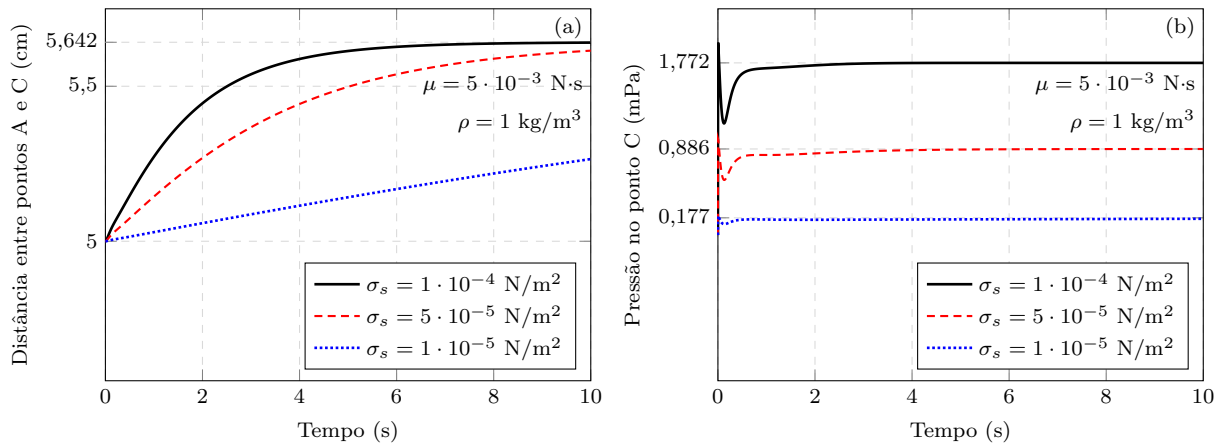 (a)
5,642
5,5
5
Distância entre pontos A e C (cm)
μ = 5·10⁻³ N·s
ρ = 1 kg/m³
σₛ = 1 · 10⁻⁴ N/m²
σₛ = 5 · 10⁻⁵ N/m²
σₛ = 1 · 10⁻⁵ N/m²
0 2 4 6 8 10
Tempo (s)
(b)
1,772
0,886
0,177
Pressão no ponto C (mPa)
μ = 5·10⁻³ N·s
ρ = 1 kg/m³
σₛ = 1 · 10⁻⁴ N/m²
σₛ = 5 · 10⁻⁵ N/m²
σₛ = 1 · 10⁻⁵ N/m²
0 2 4 6 8 10
Tempo (s)